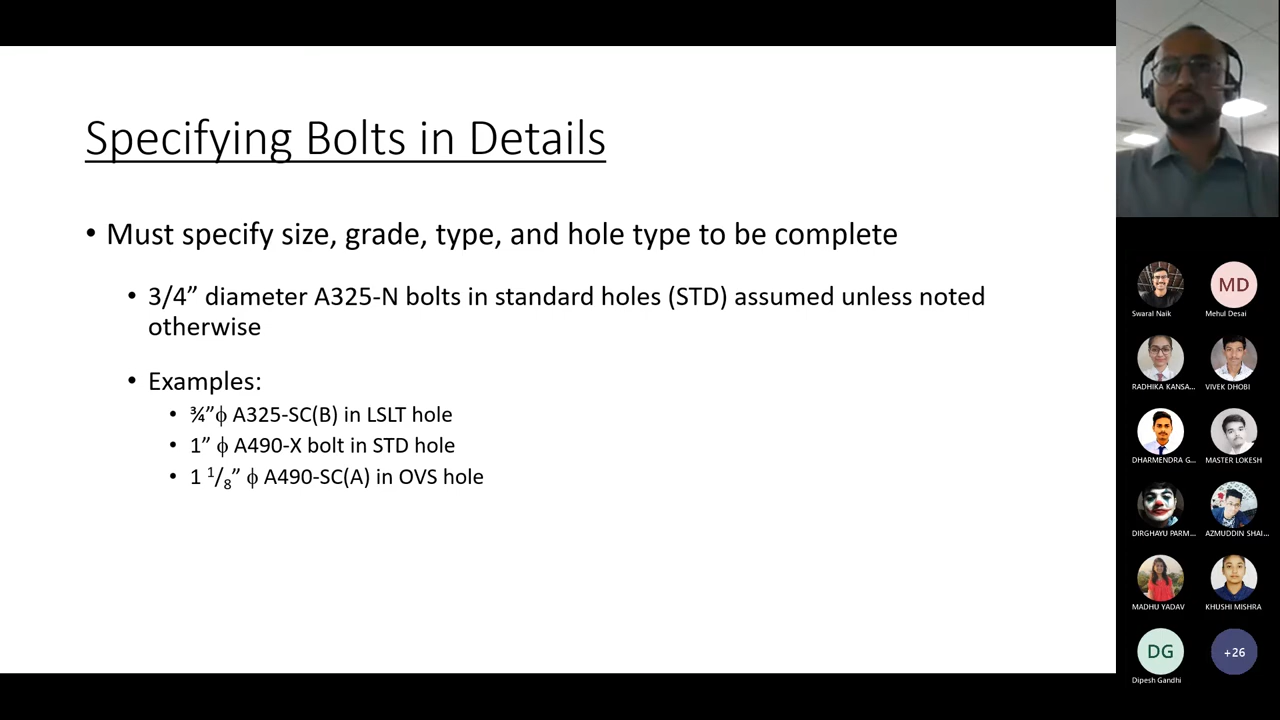 Specifying Bolts in Details
• Must specify size, grade, type, and hole type to be complete
• 3/4” diameter A325-N bolts in standard holes (STD) assumed unless noted
otherwise
• Examples:
• ¾”ϕ A325-SC(B) in LSLT hole
• 1” ϕ A490-X bolt in STD hole
• 1 1/8” ϕ A490-SC(A) in OVS hole
Swaral Naik
MD
Mehul Desai
RADHIKA KANSA...
VIVEK DHOBI
DHARMENDRA G...
MASTER LOKESH
DIRGHAYU PARM...
AZMUDDIN SHAI...
MADHU YADAV
KHUSHI MISHRA
DG
Dipesh Gandhi
+26